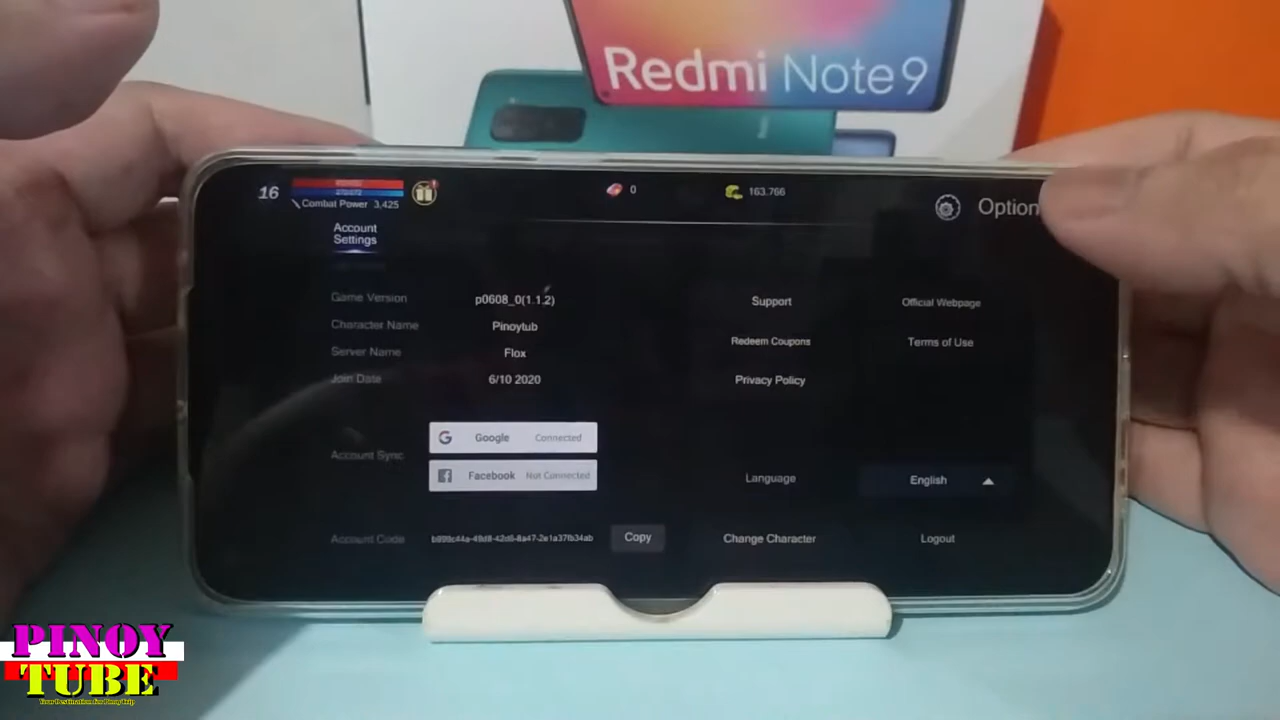 Redmi Note 9
16
Combat Power 3,425
0
163,766
Option
Account
Settings
Game Version
p0608_0(1.1.2)
Support
Official Webpage
Character Name
Pinoytub
Redeem Coupons
Terms of Use
Server Name
Flox
Join Date
6/10 2020
Privacy Policy
Account Sync
Google Connected
Facebook Not Connected
Language
English
Account Code
Copy
Change Character
Logout
PINOY
TUBE